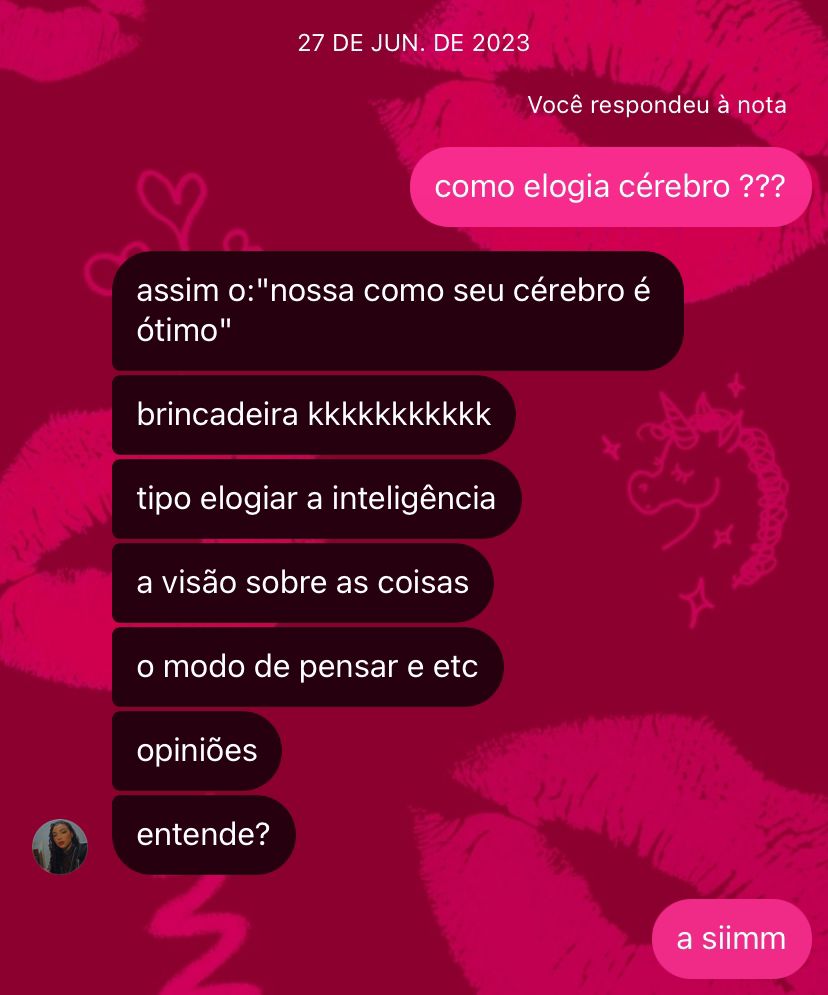 27 DE JUN. DE 2023
Você respondeu à nota
como elogia cérebro ???
assim o:"nossa como seu cérebro é
ótimo"
brincadeira kkkkkkkkkkk
tipo elogiar a inteligência
a visão sobre as coisas
o modo de pensar e etc
opiniões
entende?
a siimm